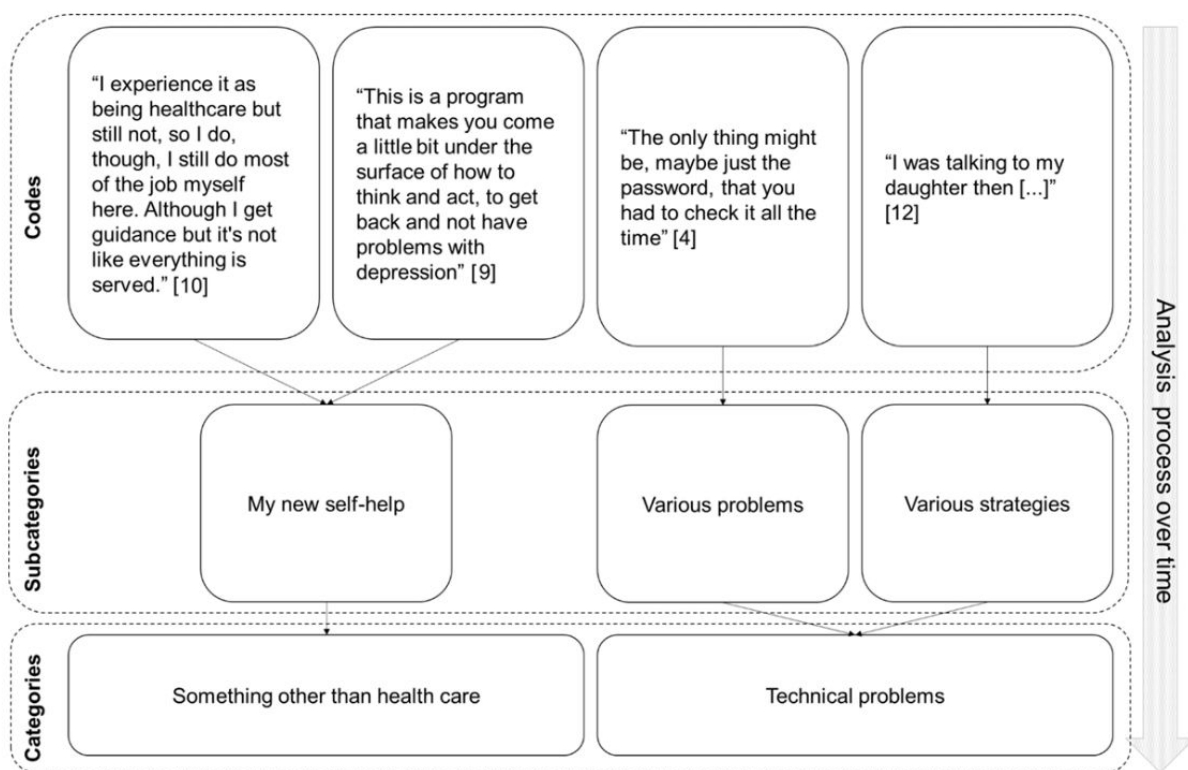 Codes
“I experience it as
being healthcare but
still not, so I do,
though, I still do most
of the job myself
here. Although I get
guidance but it's not
like everything is
served.” [10]
“This is a program
that makes you come
a little bit under the
surface of how to
think and act, to get
back and not have
problems with
depression” [9]
“The only thing might
be, maybe just the
password, that you
had to check it all the
time” [4]
“I was talking to my
daughter then [...]”
[12]
Subcategories
My new self-help
Various problems
Various strategies
Categories
Something other than health care
Technical problems
Analysis process over time